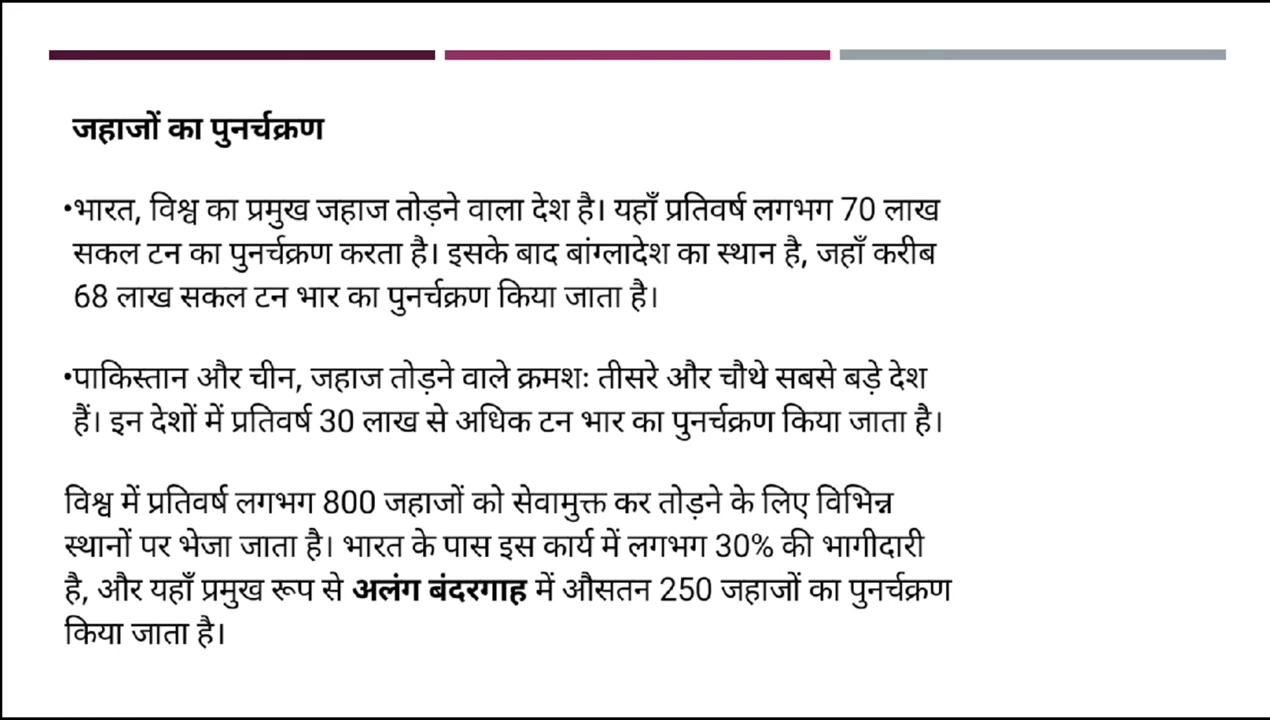 जहाजों का पुनर्चक्रण
•भारत, विश्व का प्रमुख जहाज तोड़ने वाला देश है। यहाँ प्रतिवर्ष लगभग 70 लाख
सकल टन का पुनर्चक्रण करता है। इसके बाद बांग्लादेश का स्थान है, जहाँ करीब
68 लाख सकल टन भार का पुनर्चक्रण किया जाता है।
•पाकिस्तान और चीन, जहाज तोड़ने वाले क्रमशः तीसरे और चौथे सबसे बड़े देश
हैं। इन देशों में प्रतिवर्ष 30 लाख से अधिक टन भार का पुनर्चक्रण किया जाता है।
विश्व में प्रतिवर्ष लगभग 800 जहाजों को सेवामुक्त कर तोड़ने के लिए विभिन्न
स्थानों पर भेजा जाता है। भारत के पास इस कार्य में लगभग 30% की भागीदारी
है, और यहाँ प्रमुख रूप से अलंग बंदरगाह में औसतन 250 जहाजों का पुनर्चक्रण
किया जाता है।